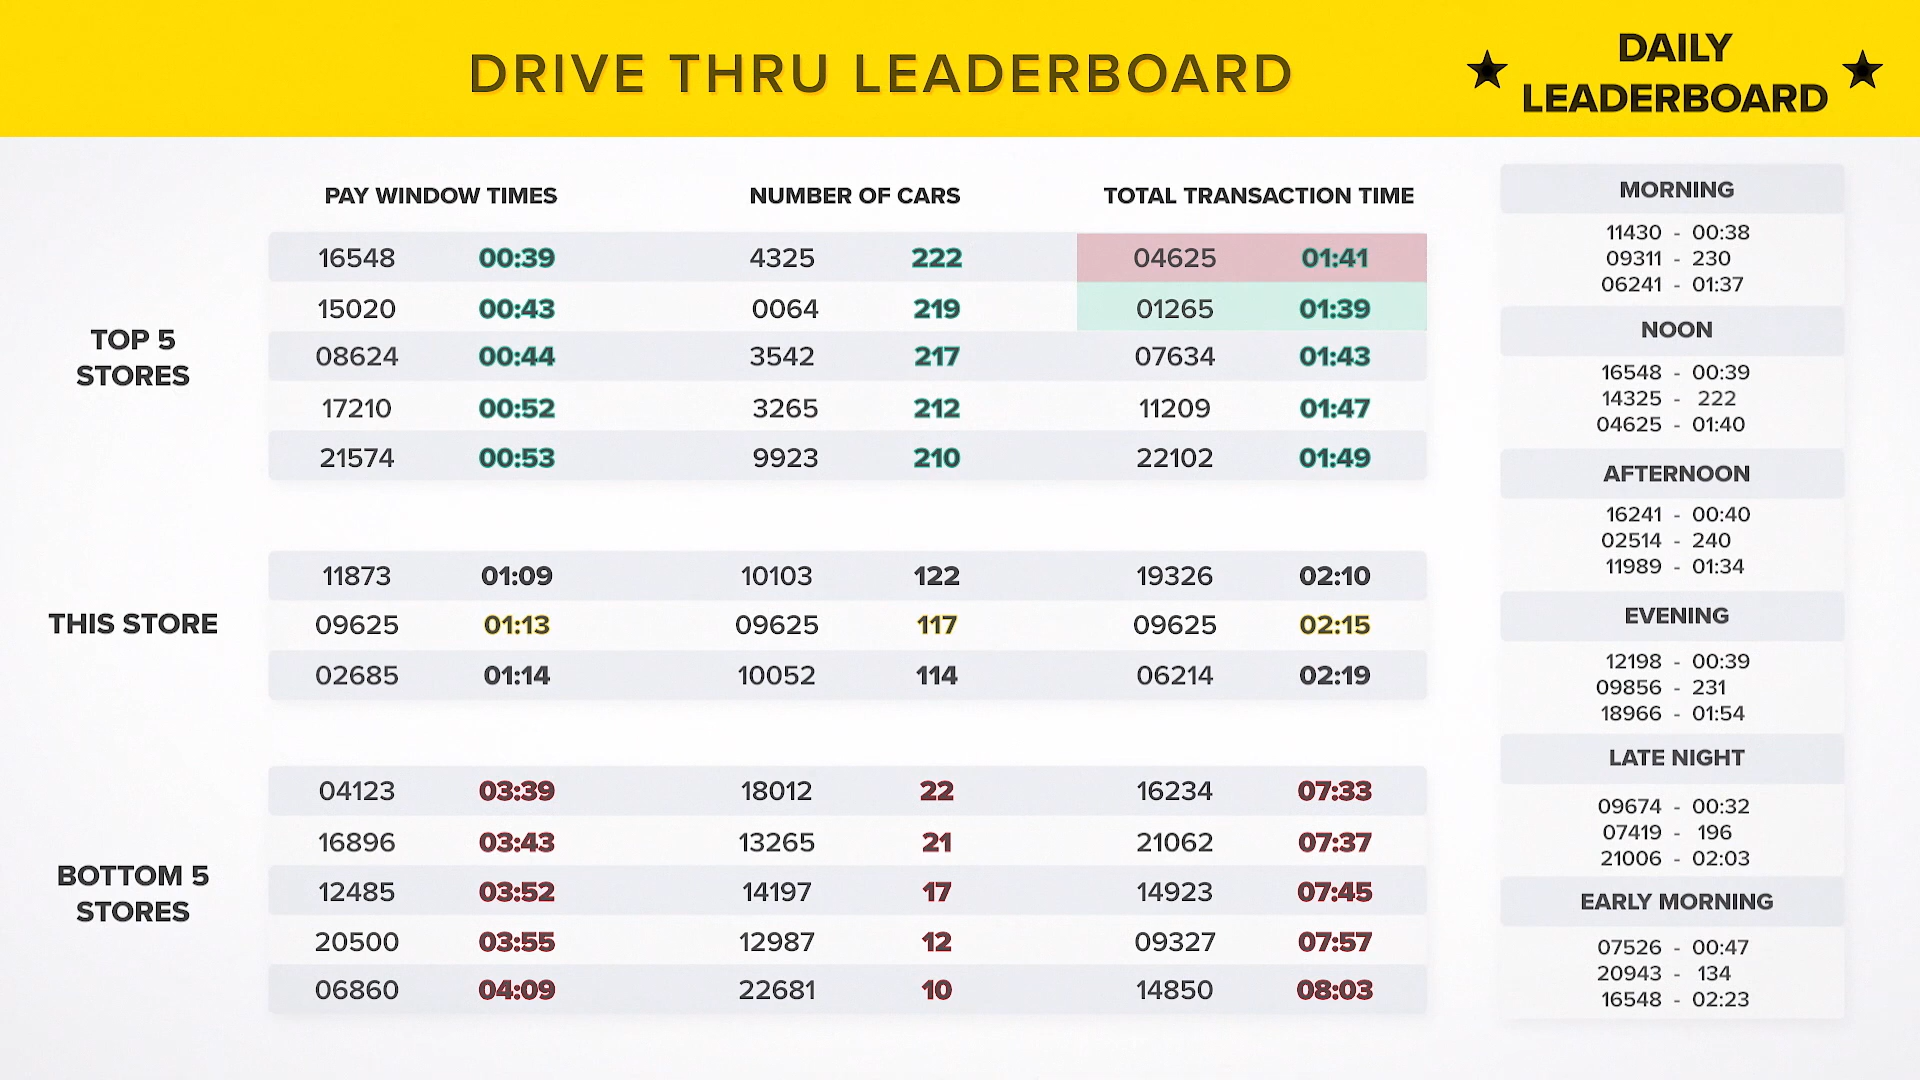 DRIVE THRU LEADERBOARD
DAILY
LEADERBOARD
PAY WINDOW TIMES NUMBER OF CARS TOTAL TRANSACTION TIME
TOP 5
STORES
16548 00:39 4325 222 04625 01:41
15020 00:43 0064 219 01265 01:39
08624 00:44 3542 217 07634 01:43
17210 00:52 3265 212 11209 01:47
21574 00:53 9923 210 22102 01:49
THIS STORE
11873 01:09 10103 122 19326 02:10
09625 01:13 09625 117 09625 02:15
02685 01:14 10052 114 06214 02:19
BOTTOM 5
STORES
04123 03:39 18012 22 16234 07:33
16896 03:43 13265 21 21062 07:37
12485 03:52 14197 17 14923 07:45
20500 03:55 12987 12 09327 07:57
06860 04:09 22681 10 14850 08:03
MORNING
11430 - 00:38
09311 - 230
06241 - 01:37
NOON
16548 - 00:39
14325 - 222
04625 - 01:40
AFTERNOON
16241 - 00:40
02514 - 240
11989 - 01:34
EVENING
12198 - 00:39
09856 - 231
18966 - 01:54
LATE NIGHT
09674 - 00:32
07419 - 196
21006 - 02:03
EARLY MORNING
07526 - 00:47
20943 - 134
16548 - 02:23